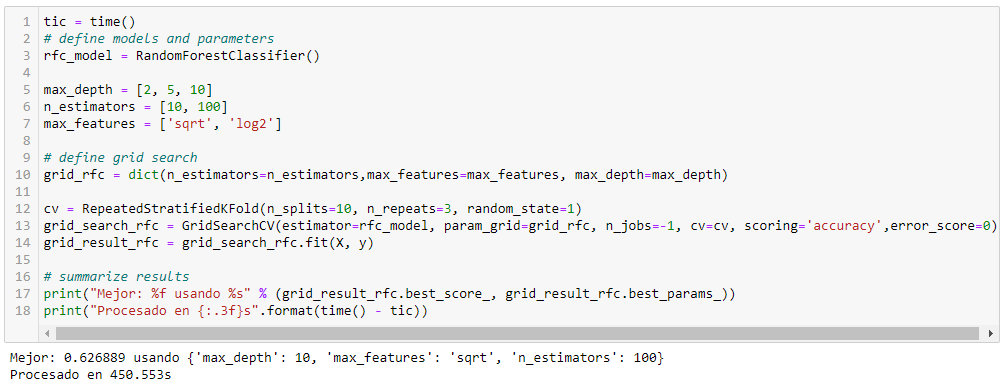 1 tic = time()
2 # define models and parameters
3 rfc_model = RandomForestClassifier()
4
5 max_depth = [2, 5, 10]
6 n_estimators = [10, 100]
7 max_features = ['sqrt', 'log2']
8
9 # define grid search
10 grid_rfc = dict(n_estimators=n_estimators,max_features=max_features, max_depth=max_depth)
11
12 cv = RepeatedStratifiedKFold(n_splits=10, n_repeats=3, random_state=1)
13 grid_search_rfc = GridSearchCV(estimator=rfc_model, param_grid=grid_rfc, n_jobs=-1, cv=cv, scoring='accuracy',error_score=0)
14 grid_result_rfc = grid_search_rfc.fit(X, y)
15
16 # summarize results
17 print("Mejor: %f usando %s" % (grid_result_rfc.best_score_, grid_result_rfc.best_params_))
18 print("Procesado en {:.3f}s".format(time() - tic))
Mejor: 0.626889 usando {'max_depth': 10, 'max_features': 'sqrt', 'n_estimators': 100}
Procesado en 450.553s